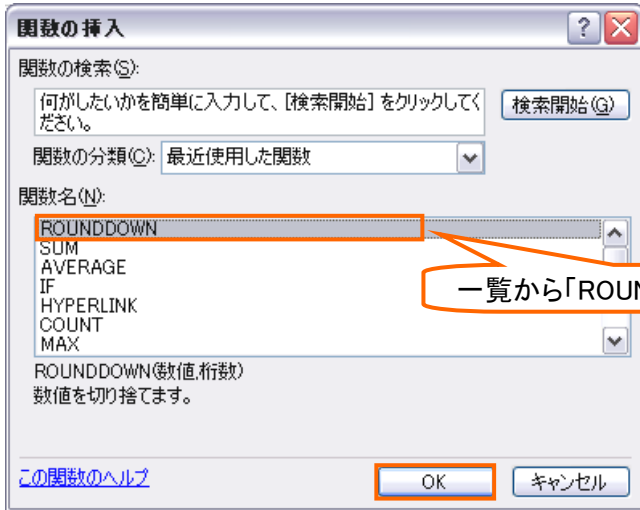 関数の挿入
関数の検索(S):
何がしたいかを簡単に入力して、[検索開始] をクリックしてく
ださい。
検索開始(G)
関数の分類(C): 最近使用した関数
関数名(N):
ROUNDDOWN
SUM
AVERAGE
IF
HYPERLINK
COUNT
MAX
一覧から「ROUN
ROUNDDOWN(数値,桁数)
数値を切り捨てます。
この関数のヘルプ
OK
キャンセル